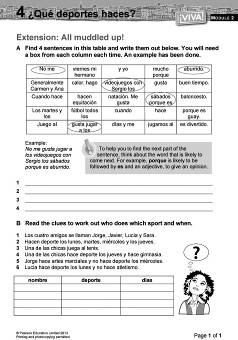 4 ¿Qué deportes haces?
¡VIVA!
MODULE 2
Extension: All muddled up!
A Find 4 sentences in this table and write them out below. You will need
a box from each column each time. An example has been done.
No me
viernes mi hermano
y yo
mucho porque
aburrido.
Generalmente Carmen y Ana
calor, hago
videojuegos con Sergio los
gusta
buen tiempo.
Cuando hace
hacen equitación
natación. Me gusta
sábados porque es
baloncesto.
Los martes y los
fútbol todos los
cuando
hace
porque es guay.
Juego al
gusta jugar a los
días y me
jugamos al
es divertido.
Example:
No me gusta jugar a
los videojuegos con
Sergio los sábados
porque es aburrido.
To help you to find the next part of the
sentence, think about the word that is likely to
come next. For example, porque is likely to be
followed by es and an adjective, to give an opinion.
1
2
3
4
B Read the clues to work out who does which sport and when.
1 Los cuatro amigos se llaman Jorge, Javier, Lucía y Sara.
2 Hacen deporte los lunes, martes, miércoles y los jueves.
3 Una de las chicas juega al tenis.
4 Una de las chicas hace deporte los jueves y hace gimnasia.
5 Jorge hace artes marciales y no hace deporte los miércoles.
6 Lucía hace deporte los lunes y no hace atletismo.
nombre
deporte
días
?
© Pearson Education Limited 2013
Printing and photocopying permitted
Page 1 of 1